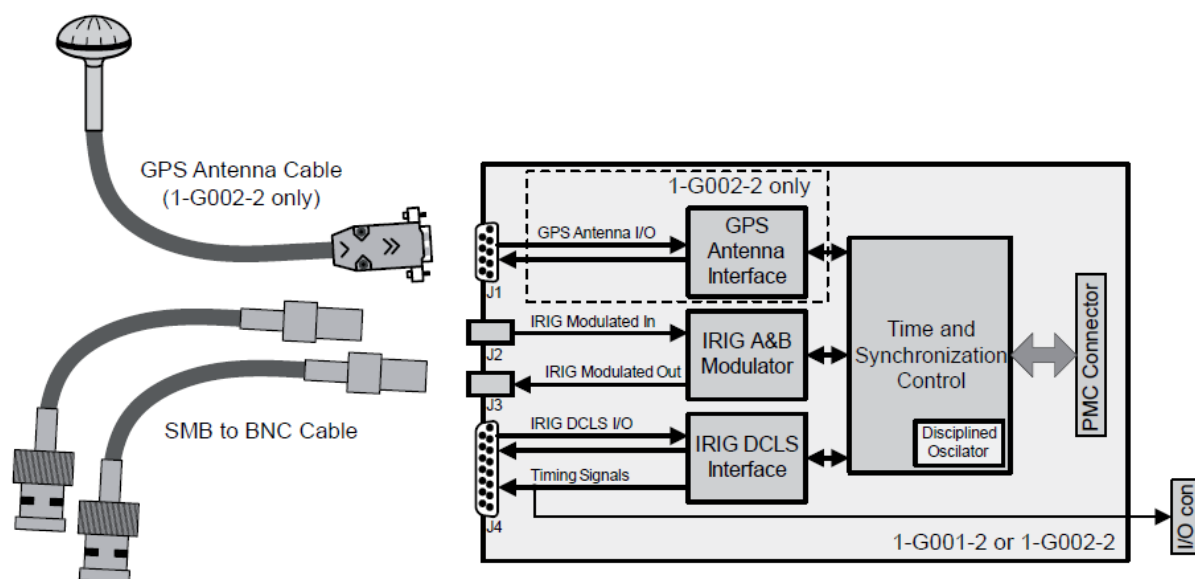 GPS Antenna Cable
(1-G002-2 only)
SMB to BNC Cable
1-G002-2 only
GPS Antenna I/O
GPS
Antenna
Interface
J1
IRIG Modulated In
J2
IRIG A&B
Modulator
IRIG Modulated Out
J3
IRIG DCLS I/O
IRIG DCLS
Interface
Timing Signals
J4
Time and
Synchronization
Control
Disciplined
Oscilator
PMC Connector
I/O con
1-G001-2 or 1-G002-2